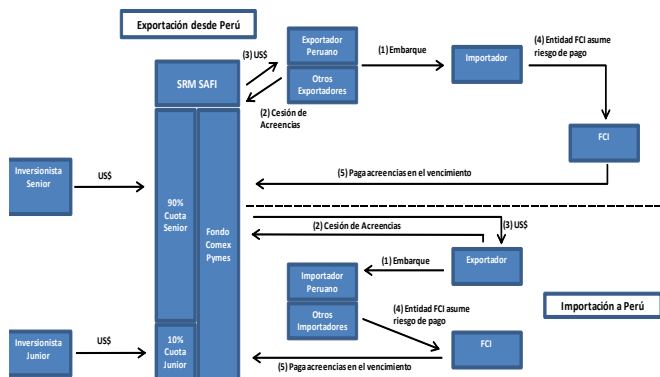 Exportación desde Perú
SRM SAFI
(3) US$
Exportador
Peruano
Otros
Exportadores
(2) Cesión de
Acreencias
(1) Embarque
Importador
(4) Entidad FCI asume
riesgo de pago
FCI
(5) Paga acreencias en el vencimiento
Inversionista
Senior
US$
90%
Cuota
Senior
Fondo
Comex
Pymes
(2) Cesión de Acreencias
(3) US$
Exportador
(1) Embarque
Importador
Peruano
Otros
Importadores
(4) Entidad FCI asume
riesgo de pago
Importación a Perú
FCI
(5) Paga acreencias en el vencimiento
Inversionista
Junior
US$
10%
Cuota
Junior